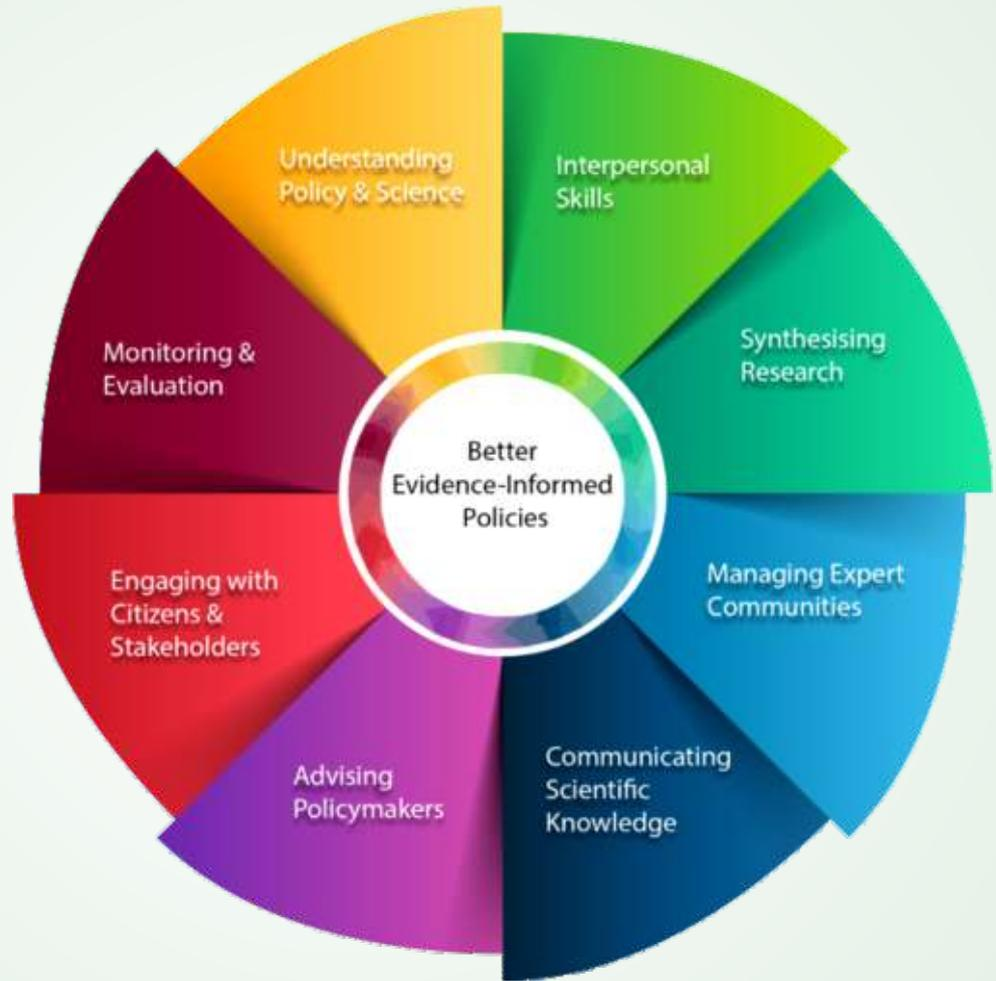 Understanding
Policy & Science
Interpersonal
Skills
Synthesising
Research
Managing Expert
Communities
Communicating
Scientific
Knowledge
Advising
Policymakers
Engaging with
Citizens &
Stakeholders
Monitoring &
Evaluation
Better
Evidence-Informed
Policies